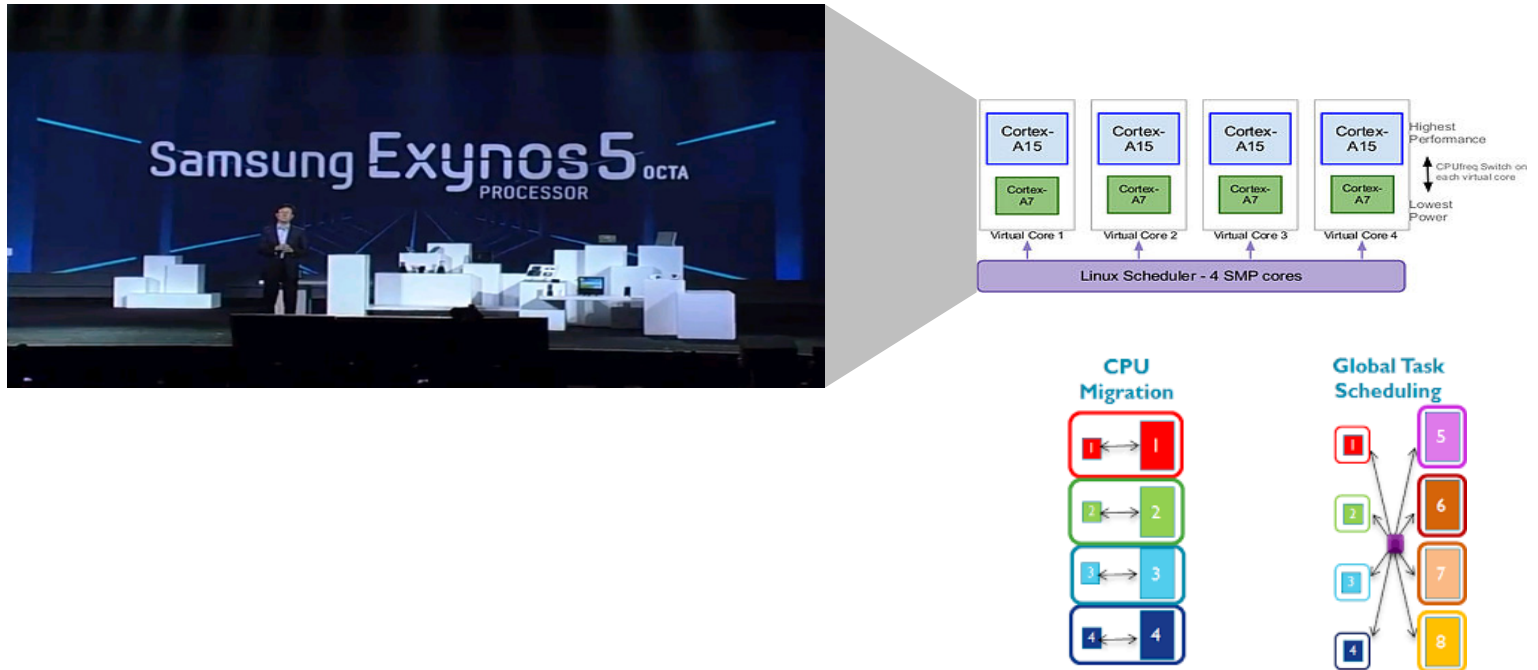 Samsung Exynos 5 OCTA
PROCESSOR
Cortex-
A15
Cortex-
A15
Cortex-
A15
Cortex-
A15
Highest
Performance
CPUfreq Switch on
each virtual core
Cortex-
A7
Cortex-
A7
Cortex-
A7
Cortex-
A7
Lowest
Power
Virtual Core 1
Virtual Core 2
Virtual Core 3
Virtual Core 4
Linux Scheduler - 4 SMP cores
CPU
Migration
1 1
2 2
3 3
4 4
Global Task
Scheduling
1 5
2 6
3 7
4 8